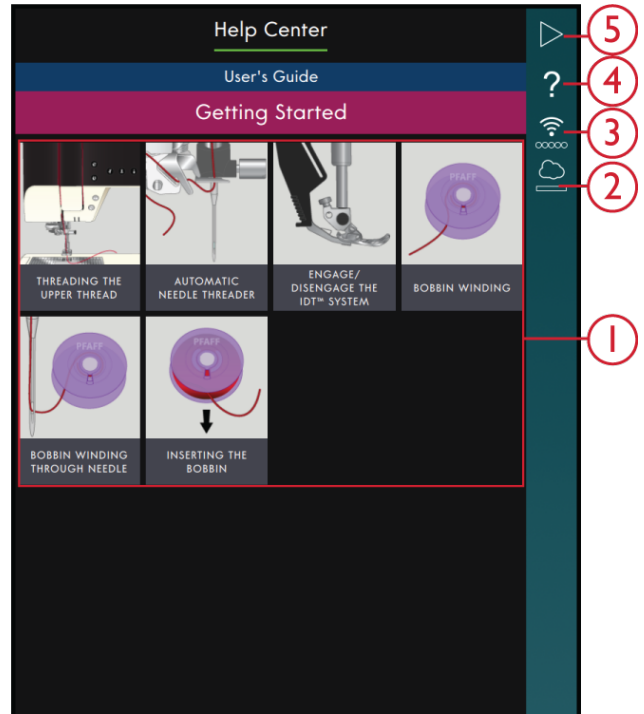 Help Center
User's Guide
Getting Started
THREADING THE
UPPER THREAD
AUTOMATIC
NEEDLE THREADER
ENGAGE/
DISENGAGE THE
IDT™ SYSTEM
PFAFF
BOBBIN WINDING
PFAFF
BOBBIN WINDING
THROUGH NEEDLE
PFAFF
INSERTING THE
BOBBIN
?
5
4
3
2
1